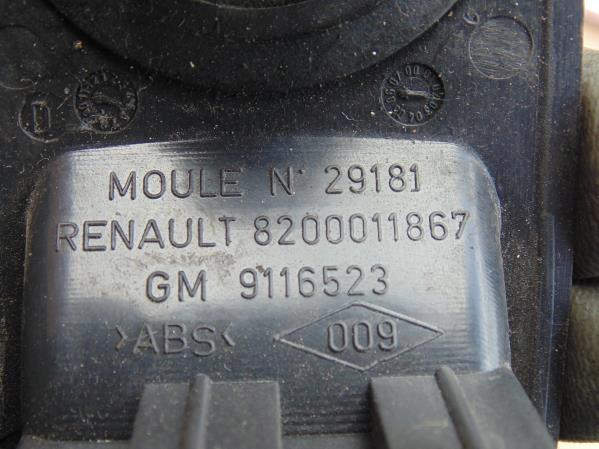 MOULE N° 29181
RENAULT 8200011867
GM 9116523
>ABS<
009